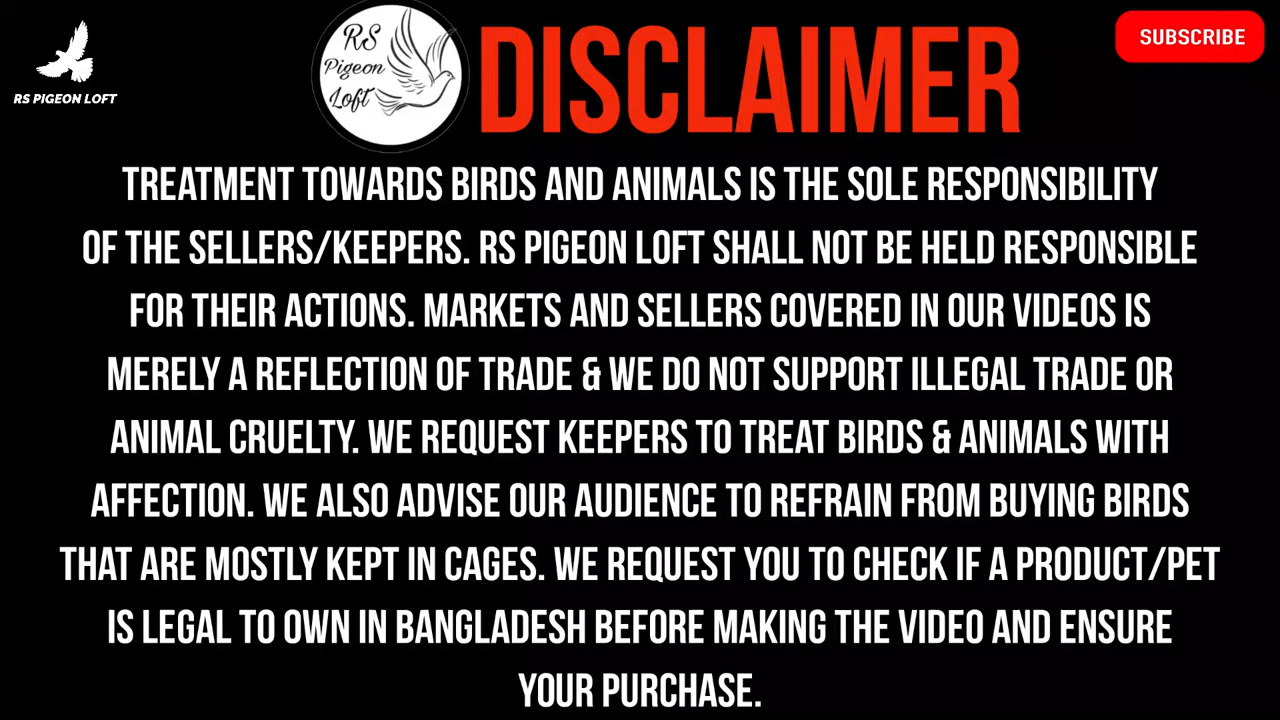 RS PIGEON LOFT
RS
Pigeon
Loft
DISCLAIMER
SUBSCRIBE
TREATMENT TOWARDS BIRDS AND ANIMALS IS THE SOLE RESPONSIBILITY
OF THE SELLERS/KEEPERS. RS PIGEON LOFT SHALL NOT BE HELD RESPONSIBLE
FOR THEIR ACTIONS. MARKETS AND SELLERS COVERED IN OUR VIDEOS IS
MERELY A REFLECTION OF TRADE & WE DO NOT SUPPORT ILLEGAL TRADE OR
ANIMAL CRUELTY. WE REQUEST KEEPERS TO TREAT BIRDS & ANIMALS WITH
AFFECTION. WE ALSO ADVISE OUR AUDIENCE TO REFRAIN FROM BUYING BIRDS
THAT ARE MOSTLY KEPT IN CAGES. WE REQUEST YOU TO CHECK IF A PRODUCT/PET
IS LEGAL TO OWN IN BANGLADESH BEFORE MAKING THE VIDEO AND ENSURE
YOUR PURCHASE.